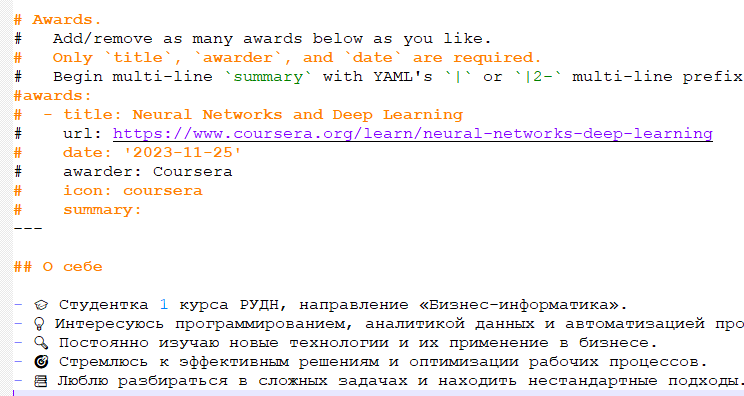 # Awards.
#   Add/remove as many awards below as you like.
#   Only `title`, `awarder`, and `date` are required.
#   Begin multi-line `summary` with YAML's `|` or `|2-` multi-line prefix
#awards:
#  - title: Neural Networks and Deep Learning
#    url: https://www.coursera.org/learn/neural-networks-deep-learning
#    date: '2023-11-25'
#    awarder: Coursera
#    icon: coursera
#    summary:
---
## О себе
- 🎓 Студентка 1 курса РУДН, направление «Бизнес-информатика».
- 💡 Интересуюсь программированием, аналитикой данных и автоматизацией про
- 🔍 Постоянно изучаю новые технологии и их применение в бизнесе.
- 🎯 Стремлюсь к эффективным решениям и оптимизации рабочих процессов.
- 📚 Люблю разбираться в сложных задачах и находить нестандартные подходы.